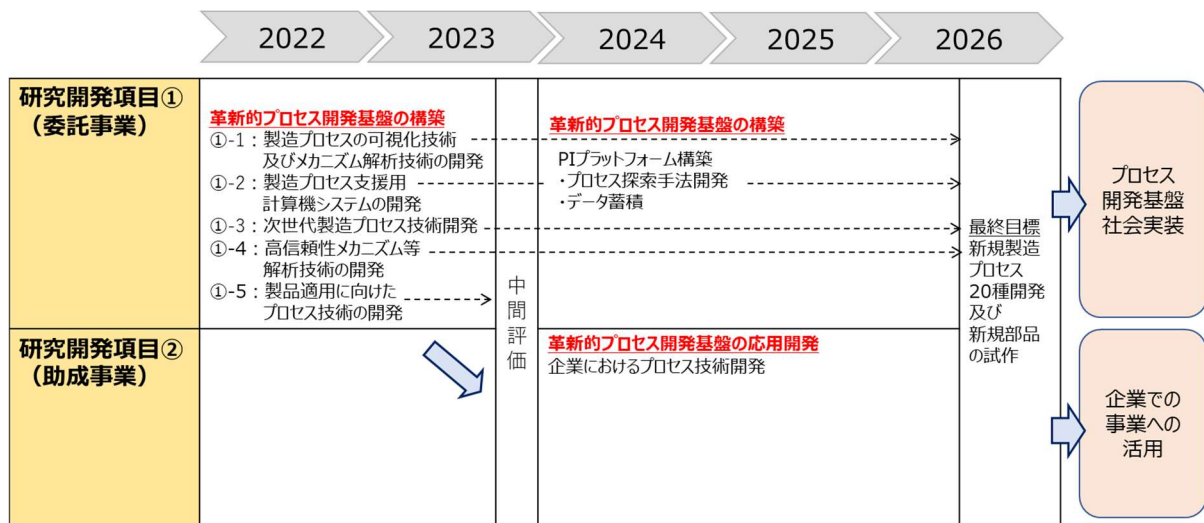 2022
2023
2024
2025
2026
研究開発項目①
（委託事業）
革新的プロセス開発基盤の構築
①-1：製造プロセスの可視化技術
及びメカニズム解析技術の開発
①-2：製造プロセス支援用
計算機システムの開発
①-3：次世代製造プロセス技術開発
①-4：高信頼性メカニズム等
解析技術の開発
①-5：製品適用に向けた
プロセス技術の開発
中間評価
革新的プロセス開発基盤の構築
PIプラットフォーム構築
・プロセス探索手法開発
・データ蓄積
最終目標
新規製造
プロセス
20種開発
及び
新規部品
の試作
プロセス
開発基盤
社会実装
研究開発項目②
（助成事業）
革新的プロセス開発基盤の応用開発
企業におけるプロセス技術開発
企業での
事業への
活用